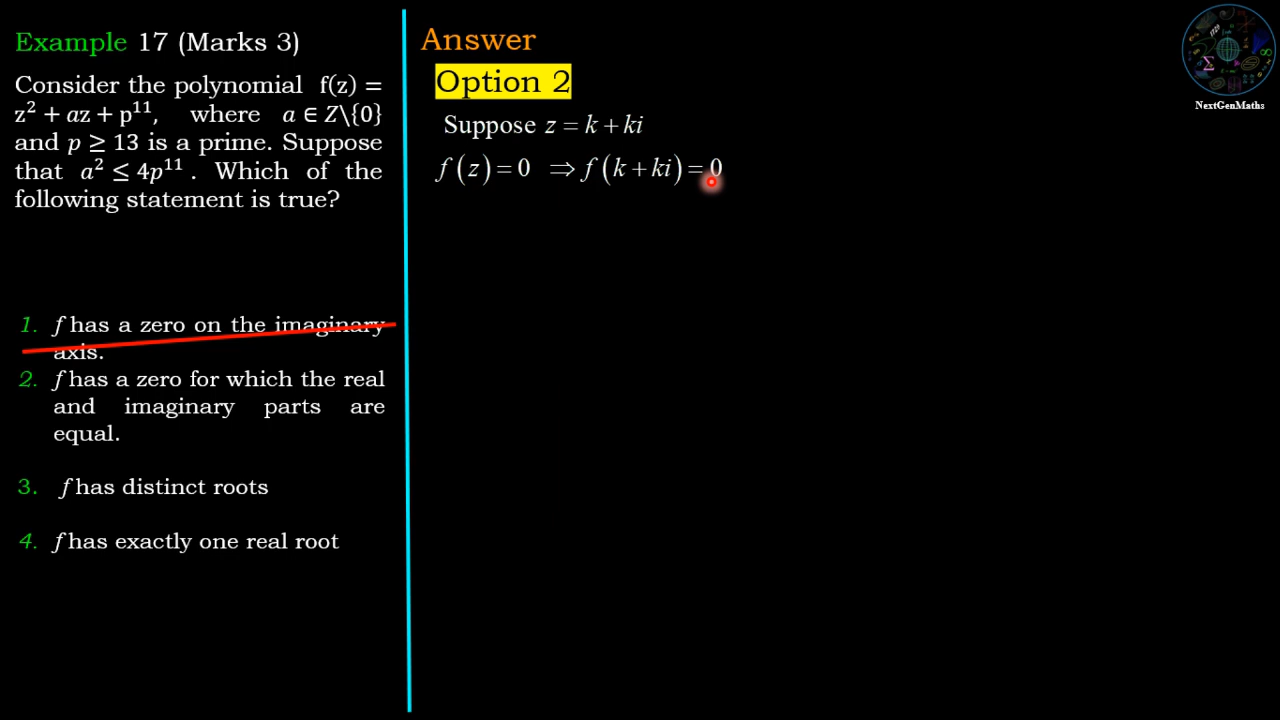 Example 17 (Marks 3)
Consider the polynomial f(z) =
z² + az + p¹¹, where a ∈ Z\{0}
and p ≥ 13 is a prime. Suppose
that a² ≤ 4p¹¹ . Which of the
following statement is true?
1. f has a zero on the imaginary
axis.
2. f has a zero for which the real
and imaginary parts are
equal.
3. f has distinct roots
4. f has exactly one real root
Answer
Option 2
Suppose z = k + ki
f(z) = 0 ⇒ f(k + ki) = 0
NextGenMaths